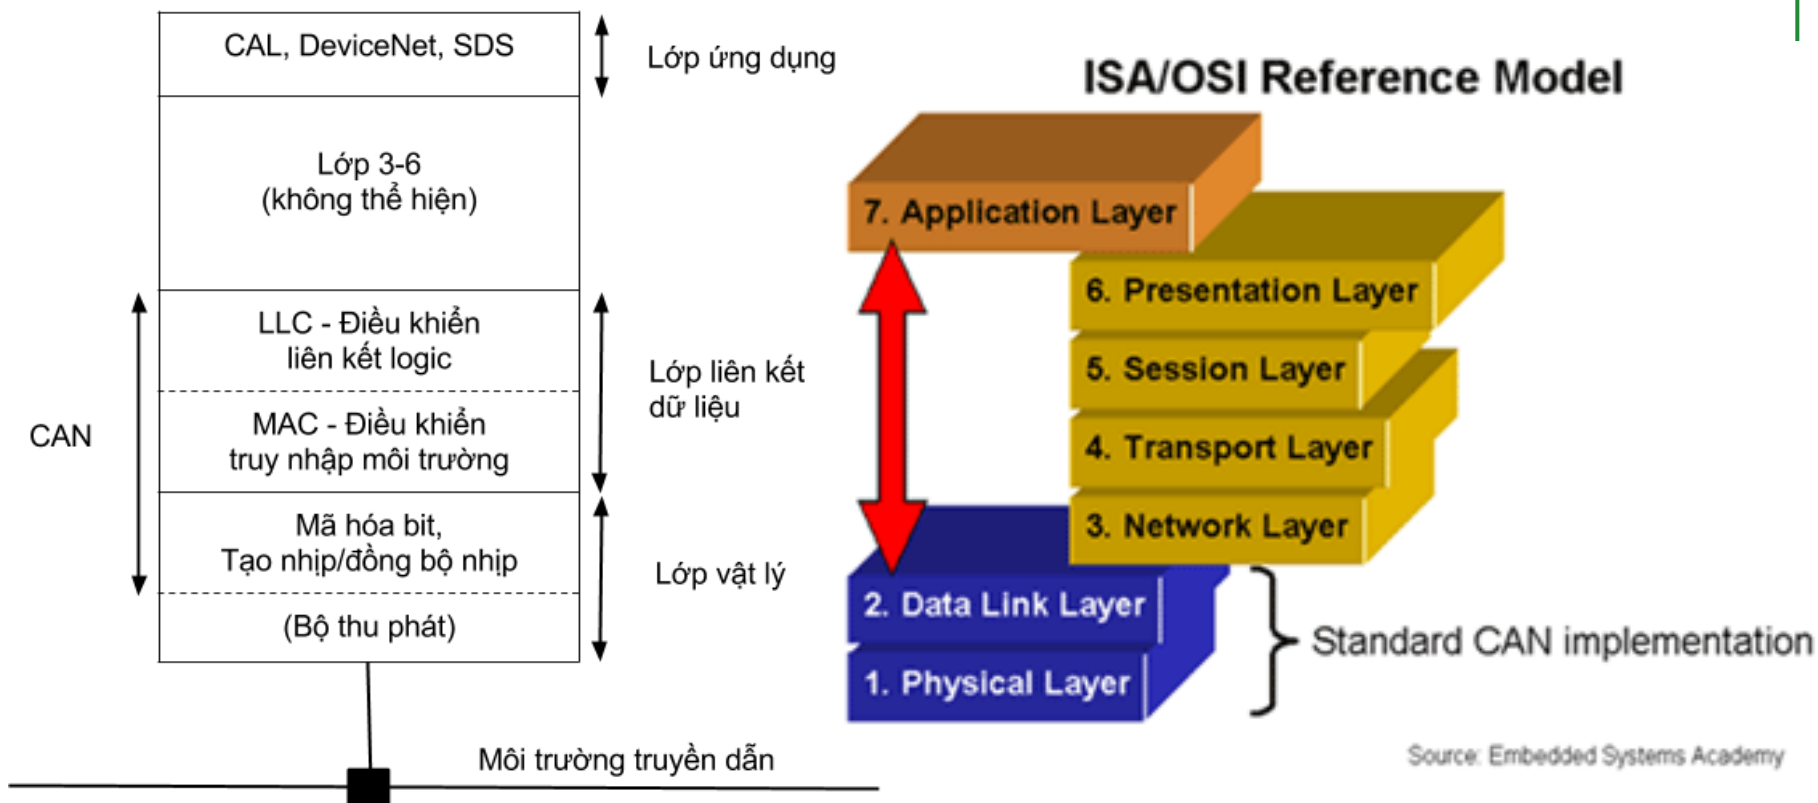 CAL, DeviceNet, SDS
Lớp ứng dụng
Lớp 3-6
(không thể hiện)
CAN
LLC - Điều khiển
liên kết logic
MAC - Điều khiển
truy nhập môi trường
Lớp liên kết
dữ liệu
Mã hóa bit,
Tạo nhịp/đồng bộ nhịp
(Bộ thu phát)
Lớp vật lý
Môi trường truyền dẫn
ISA/OSI Reference Model
7. Application Layer
6. Presentation Layer
5. Session Layer
4. Transport Layer
3. Network Layer
2. Data Link Layer
1. Physical Layer
Standard CAN implementation
Source: Embedded Systems Academy